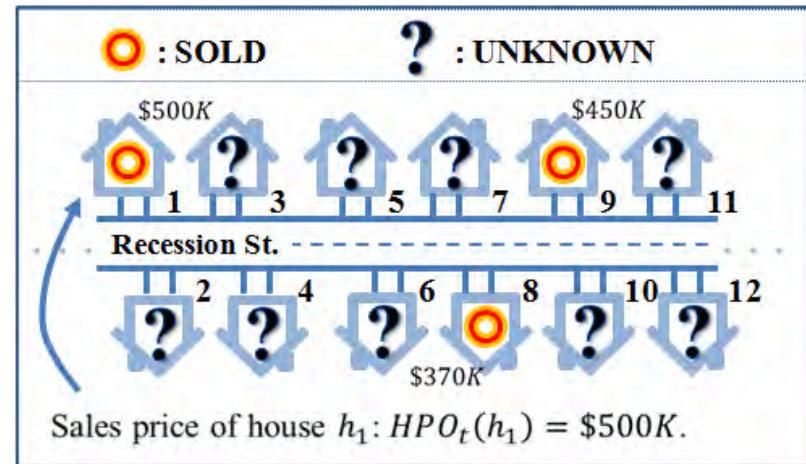 : SOLD ? : UNKNOWN
$500K $450K
? ? ? ?
1 3 5 7 9 11
Recession St.
2 4 6 8 10 12
? ? ? ? ?
$370K
Sales price of house h₁: HPOₜ(h₁) = $500K.